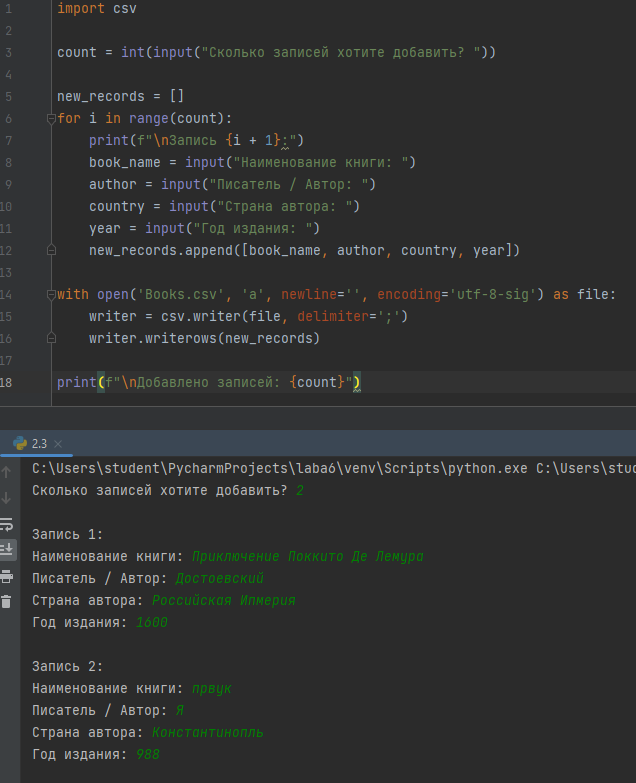 1 import csv
2
3 count = int(input("Сколько записей хотите добавить? "))
4
5 new_records = []
6 for i in range(count):
7     print(f"\nЗапись {i + 1}:")
8     book_name = input("Наименование книги: ")
9     author = input("Писатель / Автор: ")
10     country = input("Страна автора: ")
11     year = input("Год издания: ")
12     new_records.append([book_name, author, country, year])
13
14 with open('Books.csv', 'a', newline='', encoding='utf-8-sig') as file:
15     writer = csv.writer(file, delimiter=';')
16     writer.writerows(new_records)
17
18 print(f"\nДобавлено записей: {count}")
2.3
C:\Users\student\PycharmProjects\laba6\venv\Scripts\python.exe C:\Users\stu
Сколько записей хотите добавить? 2

Запись 1:
Наименование книги: Приключение Поккито Де Лемура
Писатель / Автор: Достоевский
Страна автора: Российская Ипмерия
Год издания: 1600

Запись 2:
Наименование книги: првук
Писатель / Автор: Я
Страна автора: Константинопль
Год издания: 988